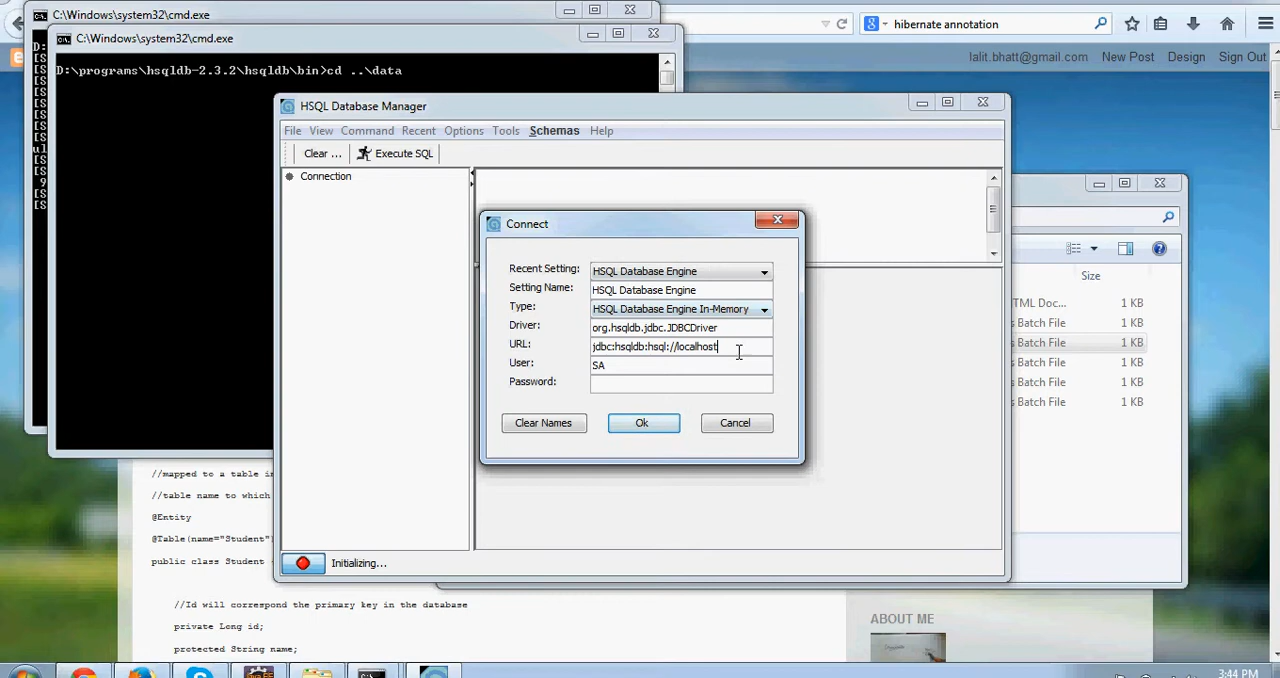 C:\Windows\system32\cmd.exe
hibernate annotation
C:\Windows\system32\cmd.exe
lalit.bhatt@gmail.com New Post Design Sign Out
D:\programs\hsqldb-2.3.2\hsqldb\bin>cd ..\data
HSQL Database Manager
File View Command Recent Options Tools Schemas Help
Clear ... Execute SQL
Connection
Connect
Recent Setting: HSQL Database Engine
Setting Name: HSQL Database Engine
Type: HSQL Database Engine In-Memory
Driver: org.hsqldb.jdbc.JDBCDriver
URL: jdbc:hsqldb:hsql://localhost
User: SA
Password:
Clear Names Ok Cancel
Size
TML Doc... 1 KB
s Batch File 1 KB
s Batch File 1 KB
s Batch File 1 KB
s Batch File 1 KB
s Batch File 1 KB
Initializing...
//mapped to a table in
//table name to which
@Entity
@Table(name="Student")
public class Student
//Id will correspond the primary key in the database
private Long id;
protected String name;
ABOUT ME
3:44 PM